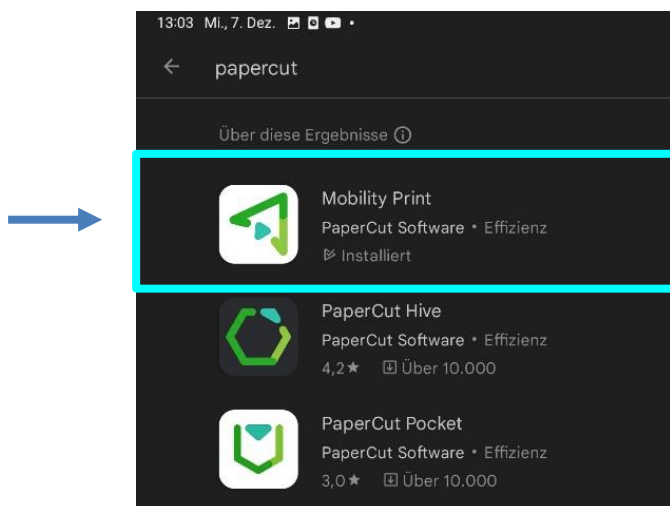 13:03 Mi., 7. Dez.
papercut
Über diese Ergebnisse
Mobility Print
PaperCut Software • Effizienz
Installiert
PaperCut Hive
PaperCut Software • Effizienz
4,2★ Über 10.000
PaperCut Pocket
PaperCut Software • Effizienz
3,0★ Über 10.000